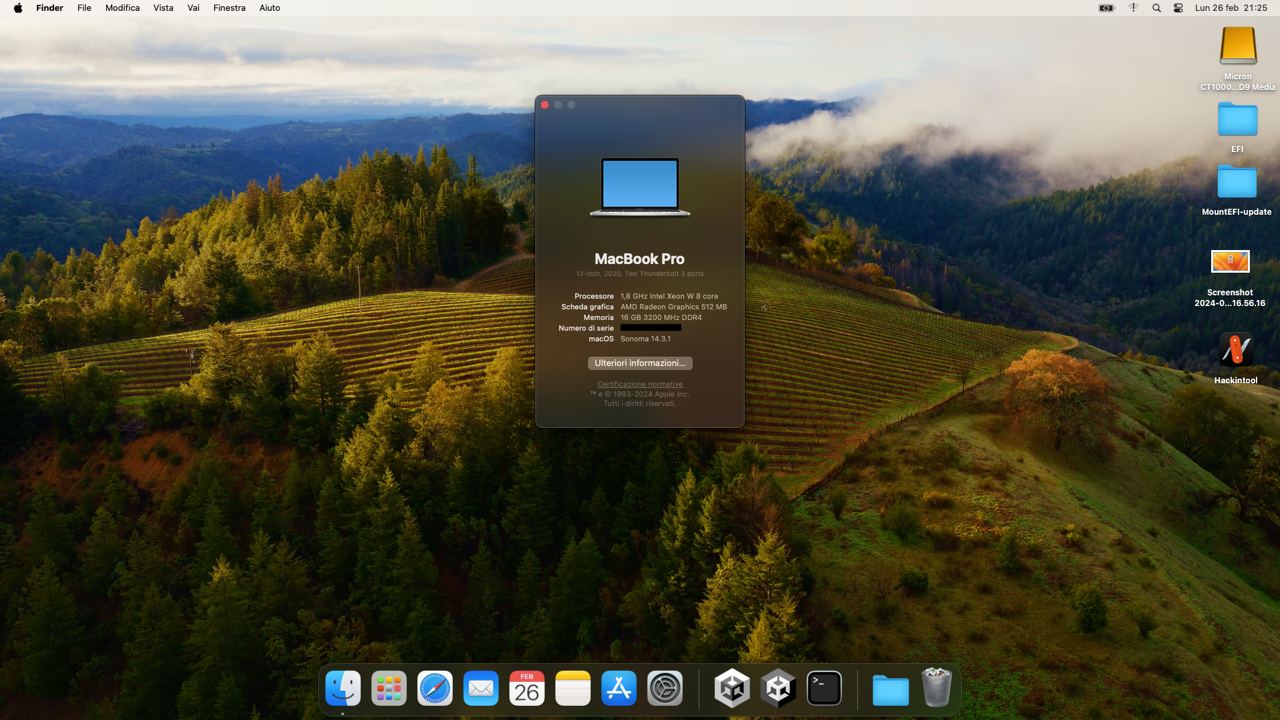 Finder File Modifica Vista Vai Finestra Aiuto
Lun 26 feb 21:25
Micron
CT1000...D9 Media
EFI
MountEFI-update
Screenshot
2024-0...16.56.16
Hackintool
MacBook Pro
13-inch, 2020, Two Thunderbolt 3 ports
Processore 1,8 GHz Intel Xeon W 8 core
Scheda grafica AMD Radeon Graphics 512 MB
Memoria 16 GB 3200 MHz DDR4
Numero di serie
macOS Sonoma 14.3.1
Ulteriori informazioni...
Certificazione normative
™ e © 1983-2024 Apple Inc.
Tutti i diritti riservati.
FEB
26
>_